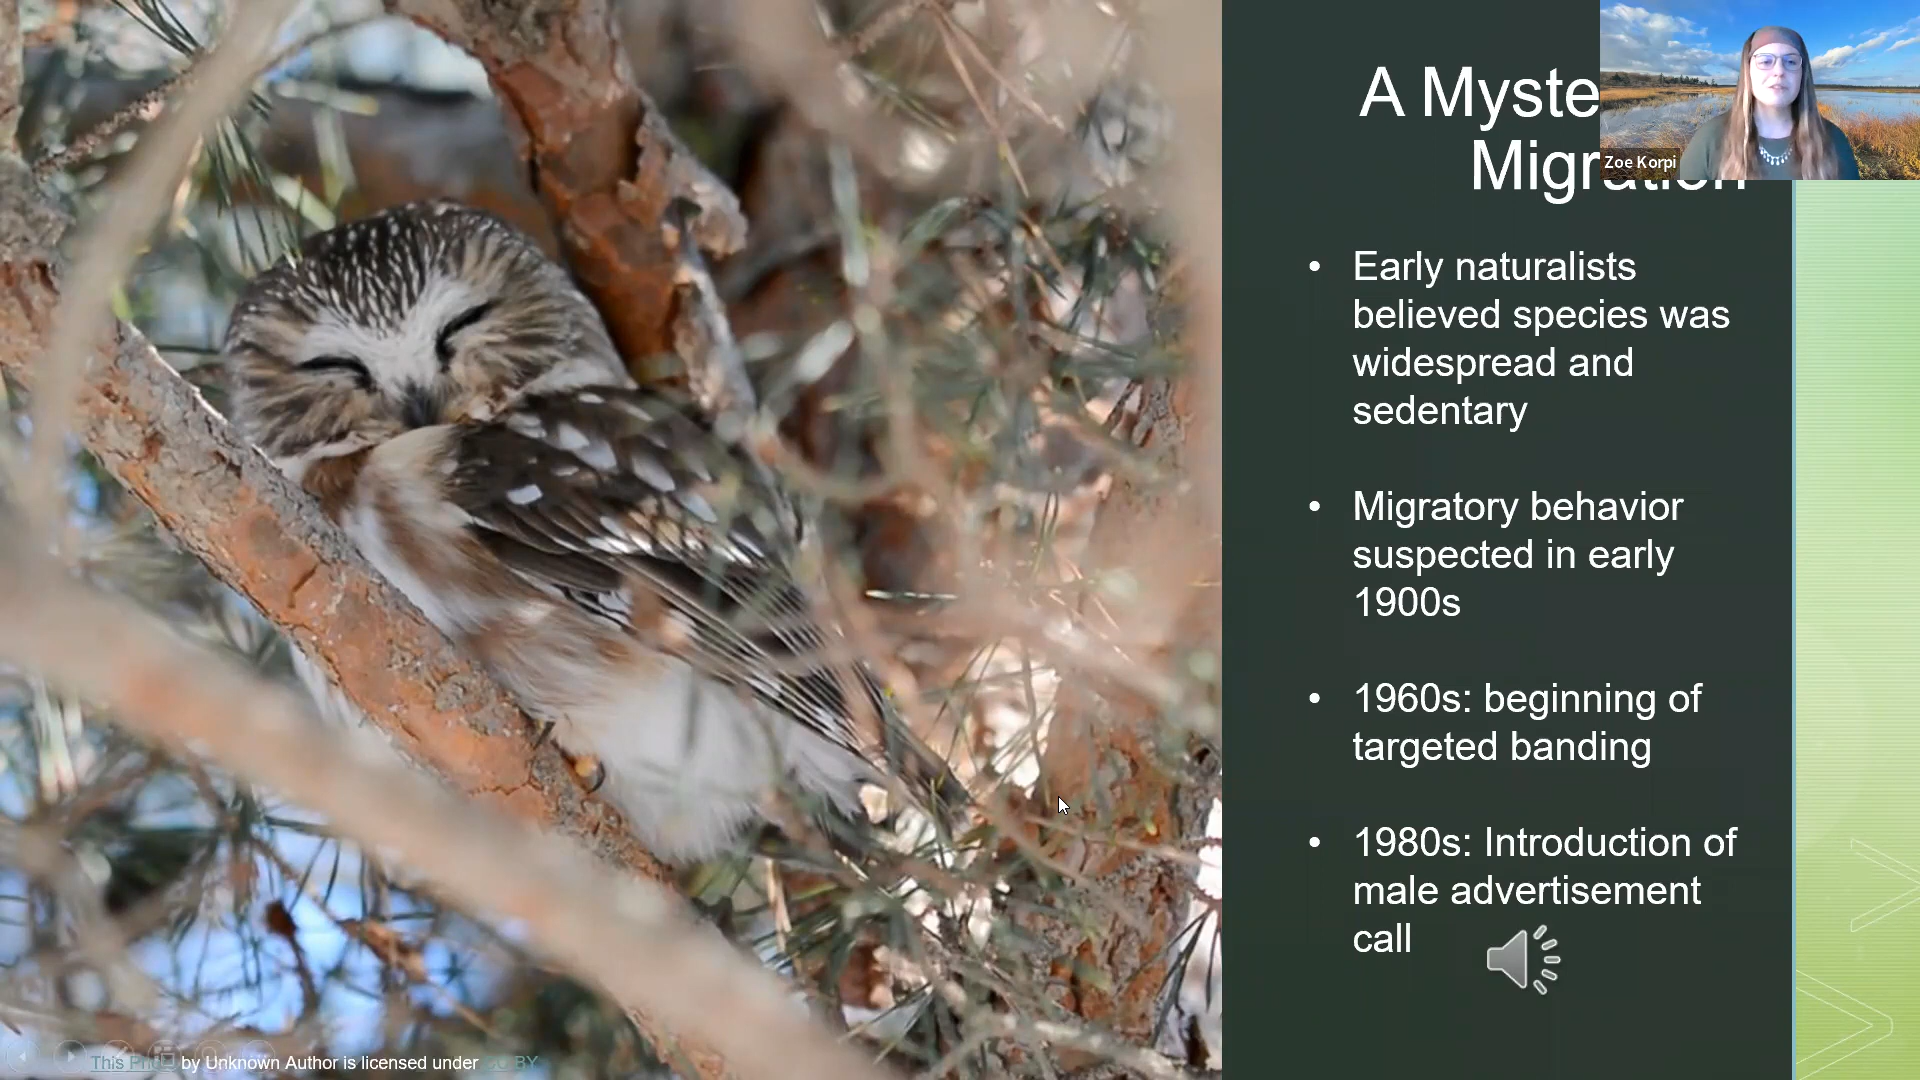 A Myste
Migration
Zoe Korpi
• Early naturalists
believed species was
widespread and
sedentary
• Migratory behavior
suspected in early
1900s
• 1960s: beginning of
targeted banding
• 1980s: Introduction of
male advertisement
call
This Photo by Unknown Author is licensed under CC BY